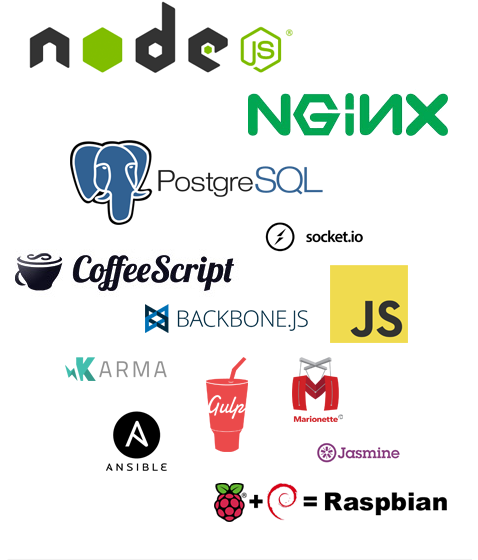 node
JS ®
NGINX
PostgreSQL
socket.io
CoffeeScript
JS
BACKBONE.JS
KARMA
Gulp
Marionette
ANSIBLE
Jasmine
+ = Raspbian